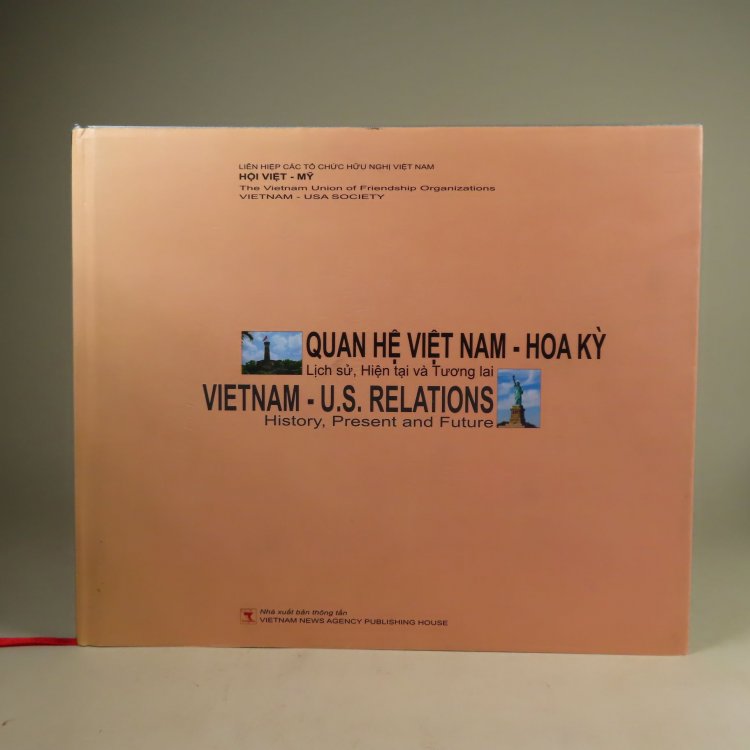 LIÊN HIỆP CÁC TỔ CHỨC HỮU NGHỊ VIỆT NAM
HỘI VIỆT - MỸ
The Vietnam Union of Friendship Organizations
VIETNAM - USA SOCIETY
QUAN HỆ VIỆT NAM - HOA KỲ
Lịch sử, Hiện tại và Tương lai
VIETNAM - U.S. RELATIONS
History, Present and Future
Nhà xuất bản thông tấn
VIETNAM NEWS AGENCY PUBLISHING HOUSE